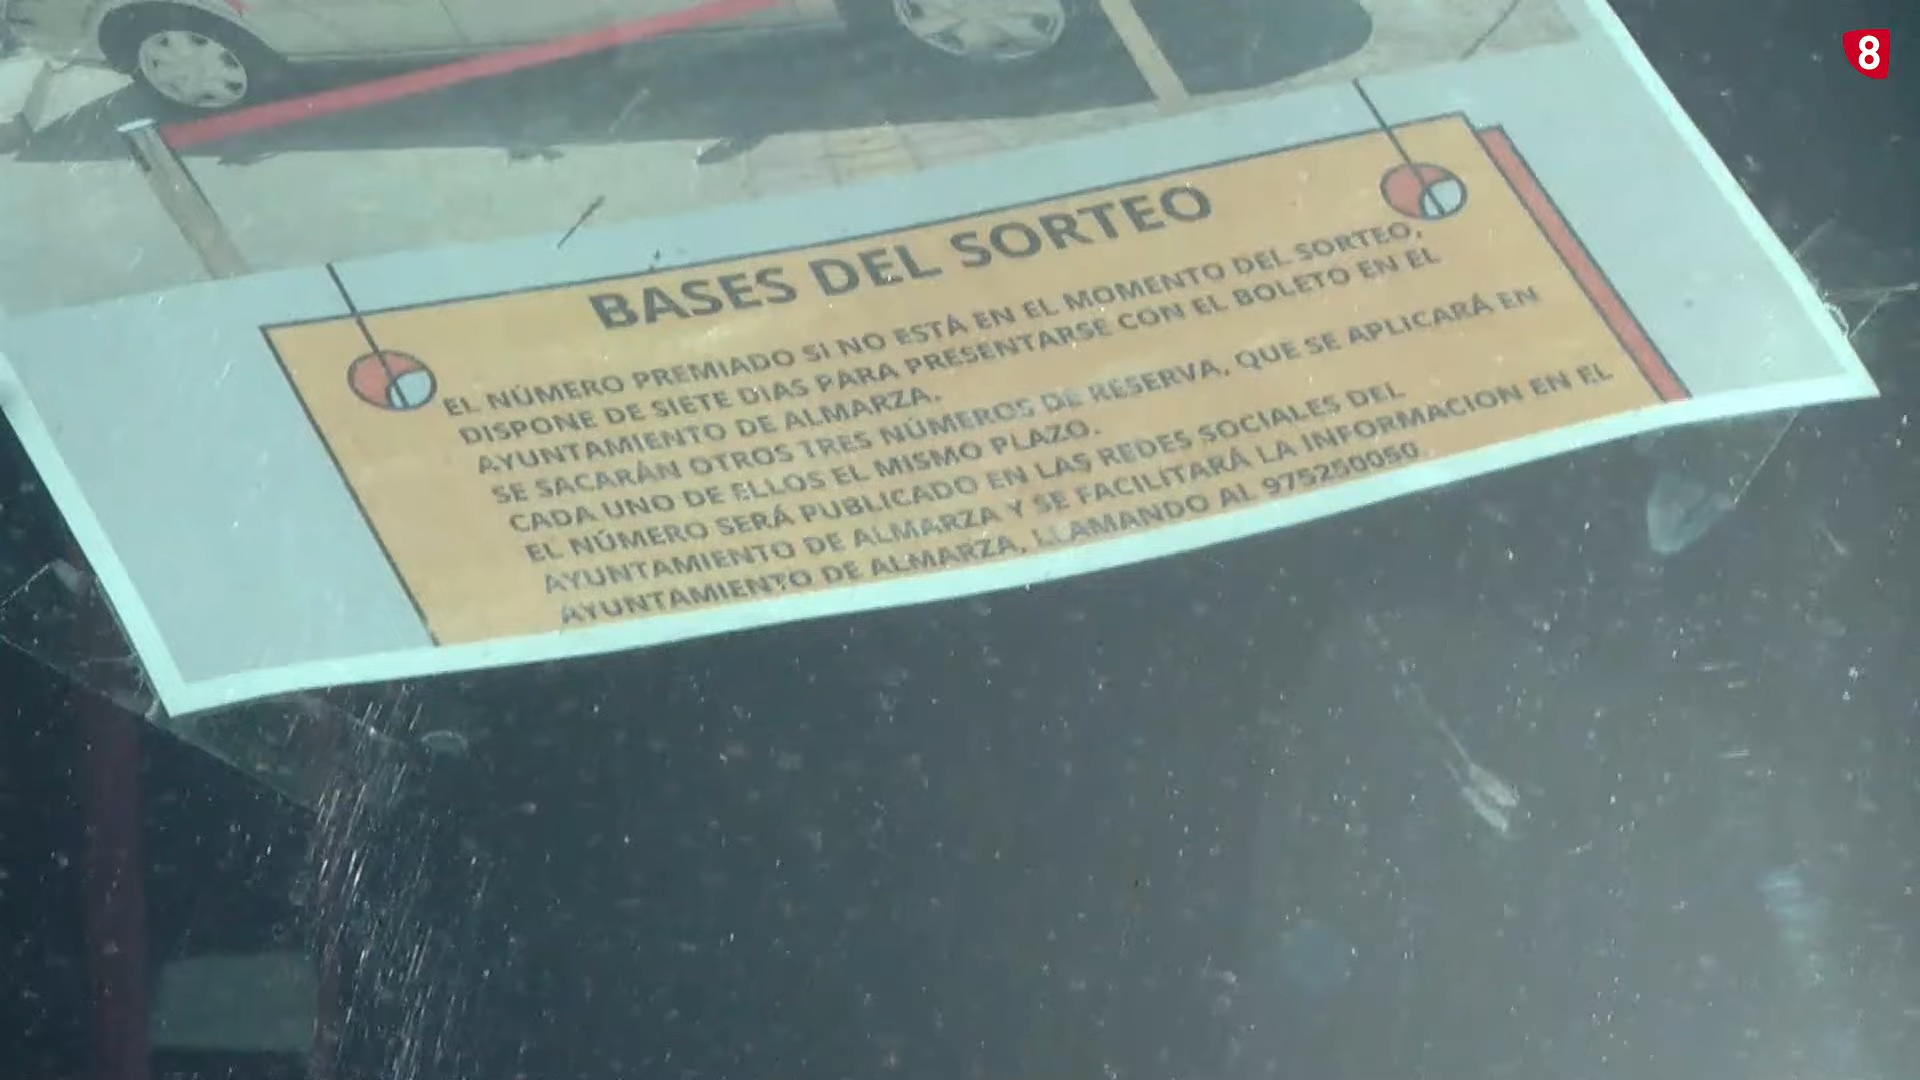 8
BASES DEL SORTEO
EL NÚMERO PREMIADO SI NO ESTÁ EN EL MOMENTO DEL SORTEO,
DISPONE DE SIETE DIAS PARA PRESENTARSE CON EL BOLETO EN EL
AYUNTAMIENTO DE ALMARZA.
SE SACARÁN OTROS TRES NÚMEROS DE RESERVA, QUE SE APLICARÁ EN
CADA UNO DE ELLOS EL MISMO PLAZO.
EL NÚMERO SERÁ PUBLICADO EN LAS REDES SOCIALES DEL
AYUNTAMIENTO DE ALMARZA Y SE FACILITARÁ LA INFORMACION EN EL
AYUNTAMIENTO DE ALMARZA, LLAMANDO AL 975250050